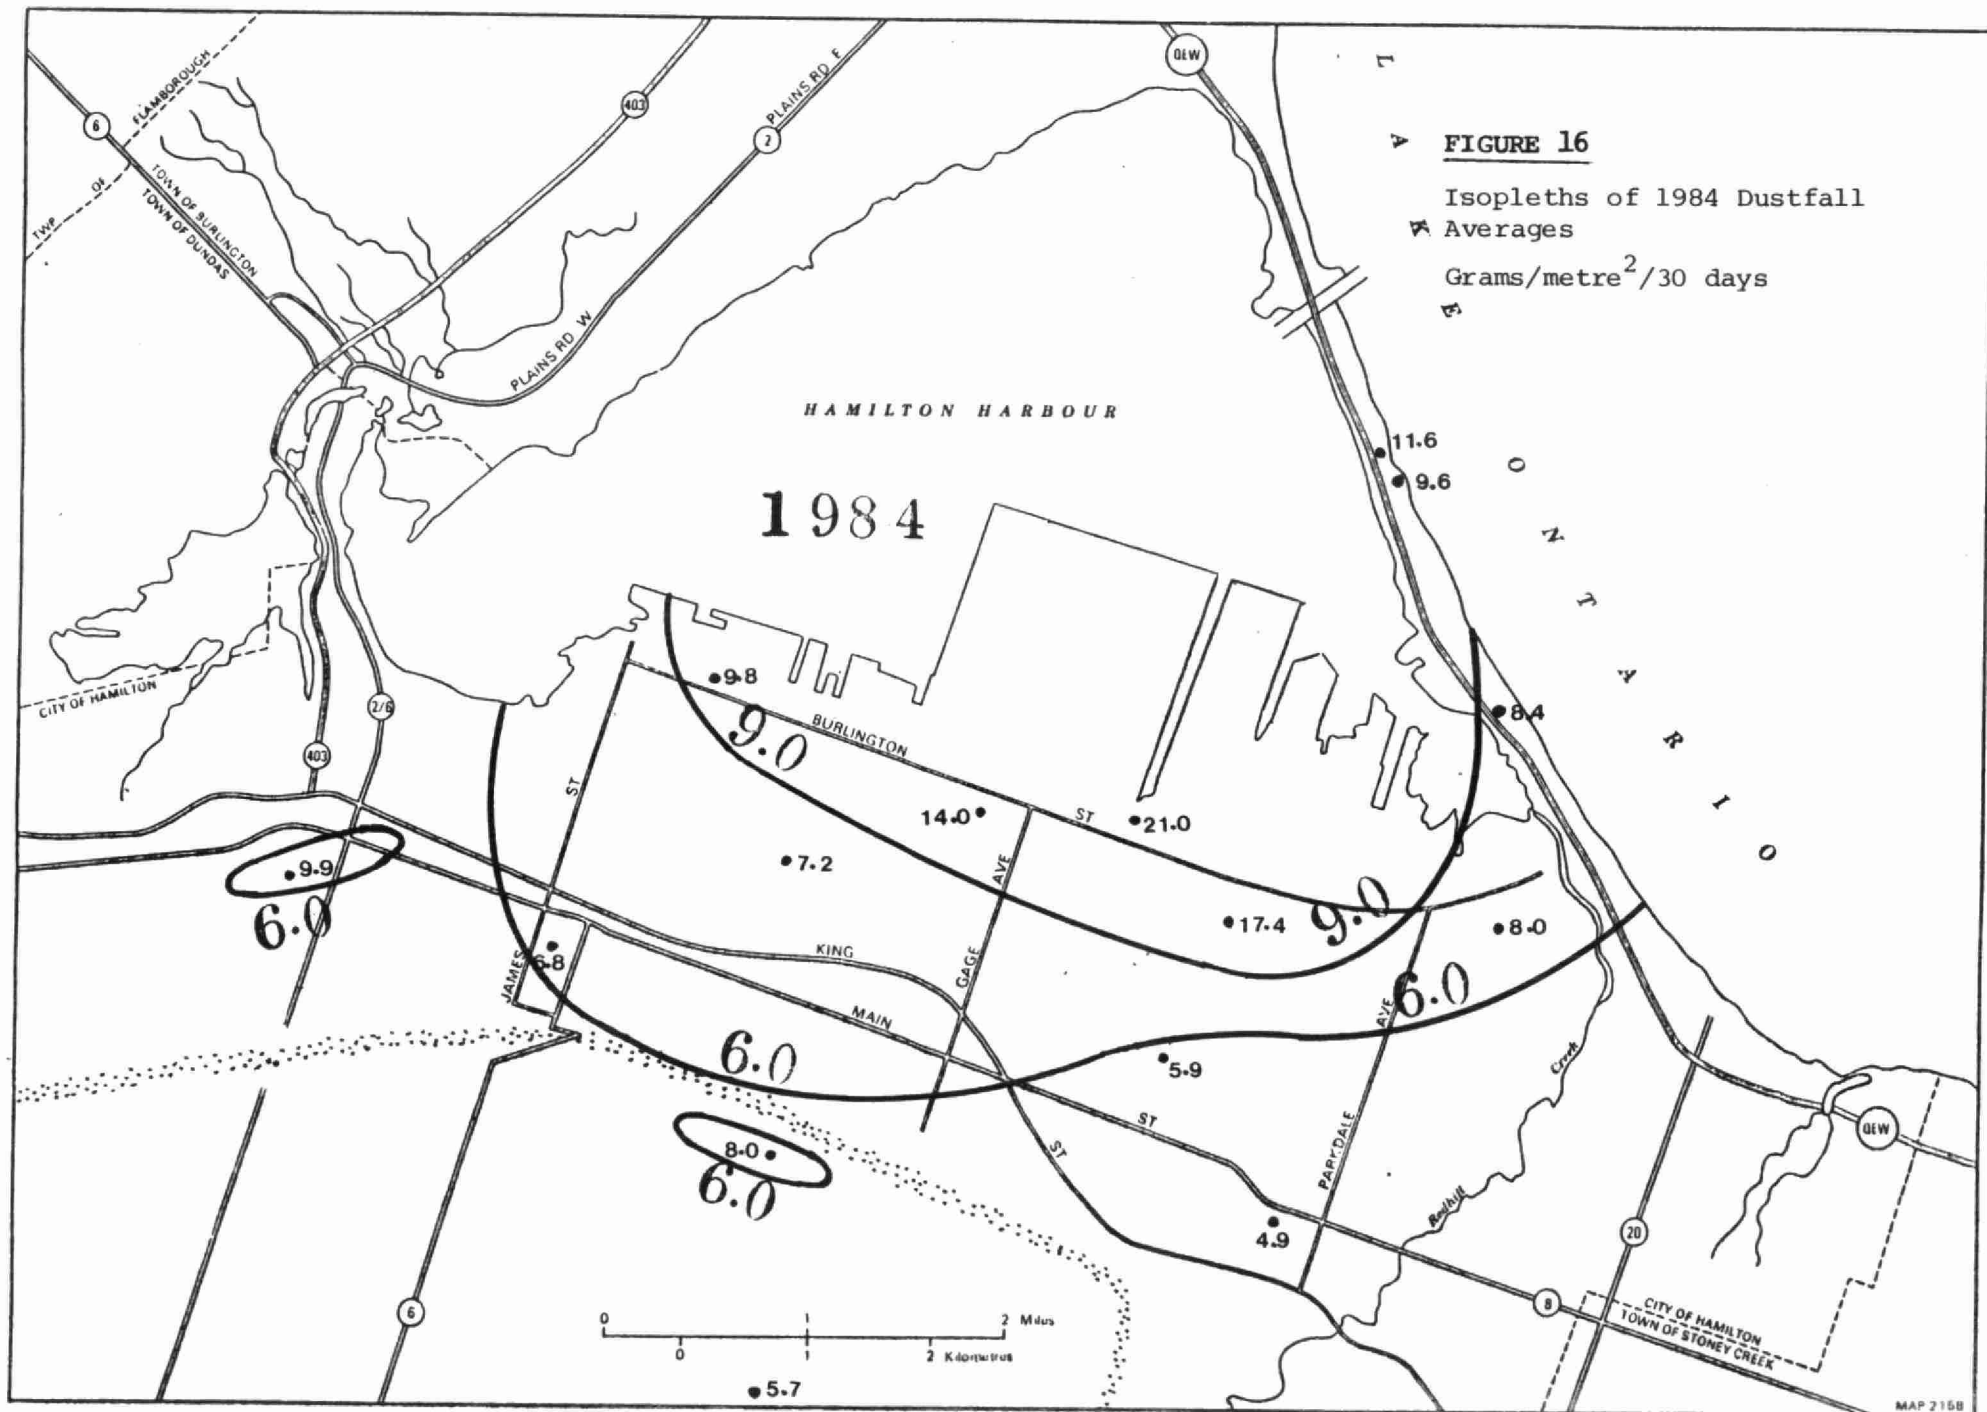 FIGURE 16
Isopleths of 1984 Dustfall
Averages
Grams/metre²/30 days
LAKE ONTARIO
HAMILTON HARBOUR
1984
TWP OF FLAMBOROUGH
TOWN OF BURLINGTON
TOWN OF DUNDAS
6
403
2
PLAINS RD E
PLAINS RD W
QEW
11.6
9.6
CITY OF HAMILTON
2/6
403
9.8
9.0
BURLINGTON ST
8.4
14.0
21.0
7.2
9.9
6.0
17.4
9.0
8.0
JAMES ST
6.8
KING ST
MAIN ST
GAGE AVE
PARKDALE AVE
6.0
6.0
5.9
8.0
6.0
4.9
Redhill Creek
QEW
20
8
6
CITY OF HAMILTON
TOWN OF STONEY CREEK
0 1 2 Miles
0 1 2 Kilometres
5.7
MAP 2168